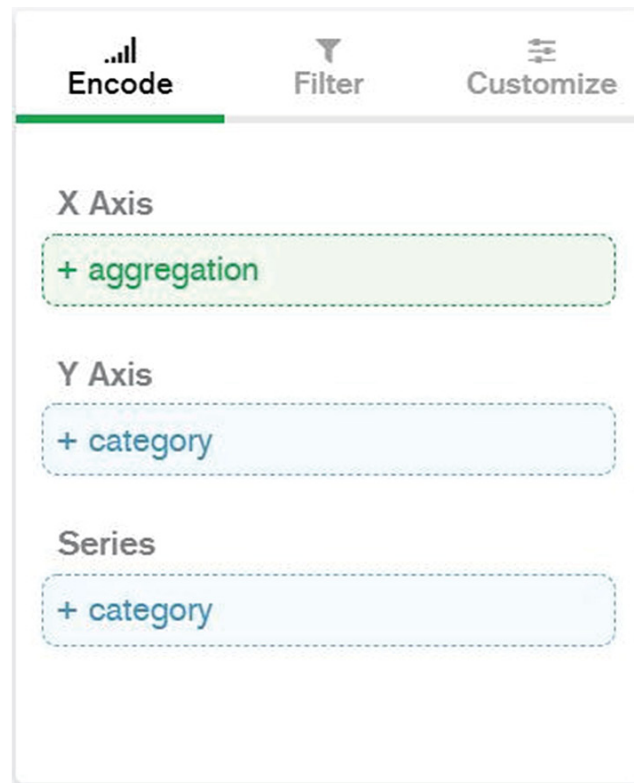 Encode Filter Customize
X Axis
+ aggregation
Y Axis
+ category
Series
+ category